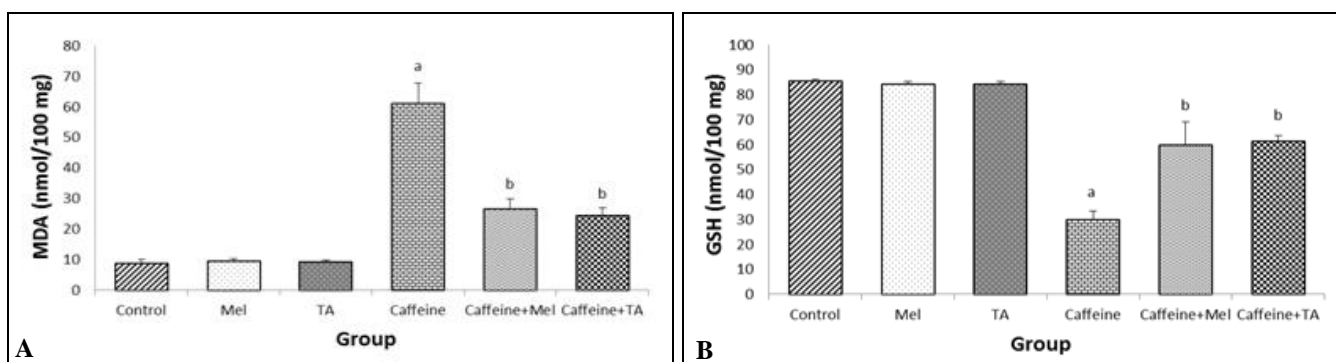 MDA (nmol/100 mg)
80
70
60
50
40
30
20
10
0
a
b
b
Control Mel TA Caffeine Caffeine+Mel Caffeine+TA
Group
A
GSH (nmol/100 mg)
100
90
80
70
60
50
40
30
20
10
0
a
b
b
Control Mel TA Caffeine Caffeine+Mel Caffeine+TA
Group
B